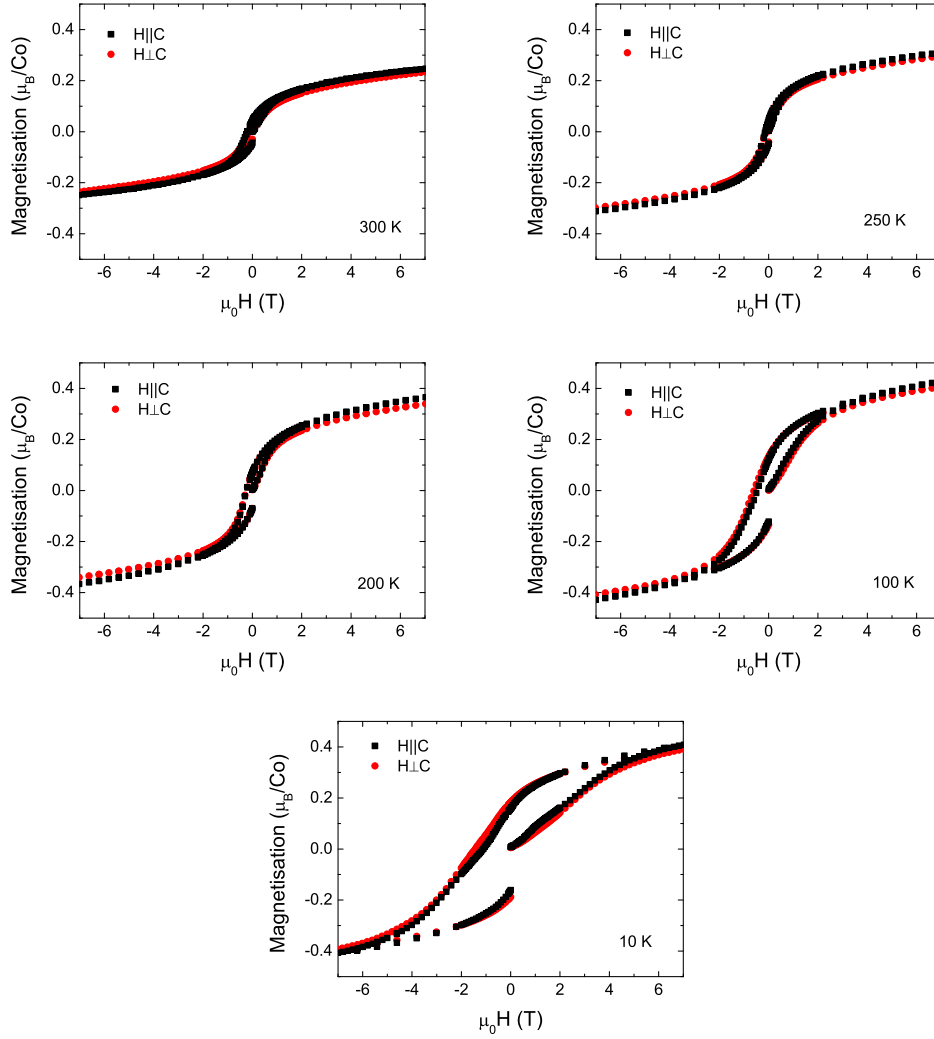 0.4
H||C
H⊥C
0.2
0.0
-0.2
-0.4
Magnetisation (μB/Co)
300 K
-6 -4 -2 0 2 4 6
μ0H (T)
0.4
H||C
H⊥C
0.2
0.0
-0.2
-0.4
Magnetisation (μB/Co)
250 K
-6 -4 -2 0 2 4 6
μ0H (T)
0.4
H||C
H⊥C
0.2
0.0
-0.2
-0.4
Magnetisation (μB/Co)
200 K
-6 -4 -2 0 2 4 6
μ0H (T)
0.4
H||C
H⊥C
0.2
0.0
-0.2
-0.4
Magnetisation (μB/Co)
100 K
-6 -4 -2 0 2 4 6
μ0H (T)
0.4
H||C
H⊥C
0.2
0.0
-0.2
-0.4
Magnetisation (μB/Co)
10 K
-6 -4 -2 0 2 4 6
μ0H (T)